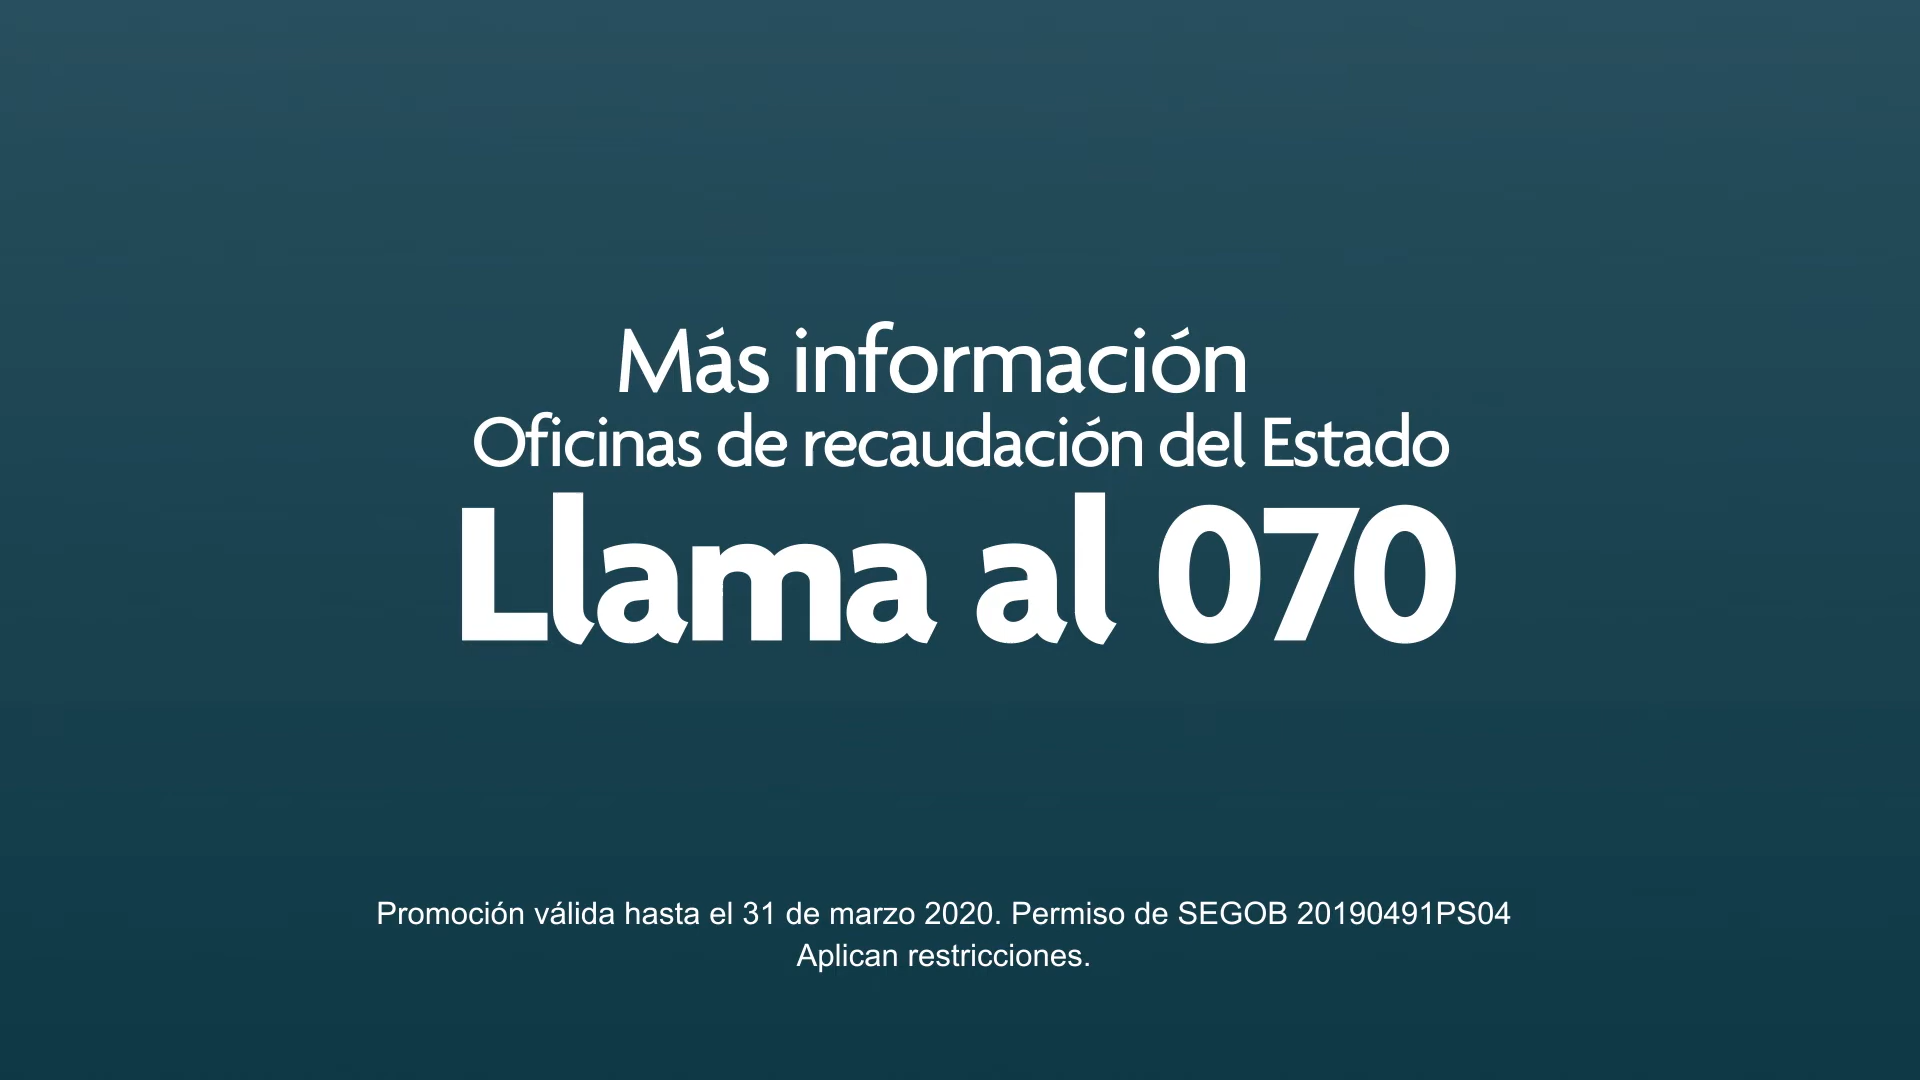 Más información
Oficinas de recaudación del Estado
Llama al 070
Promoción válida hasta el 31 de marzo 2020. Permiso de SEGOB 20190491PS04
Aplican restricciones.